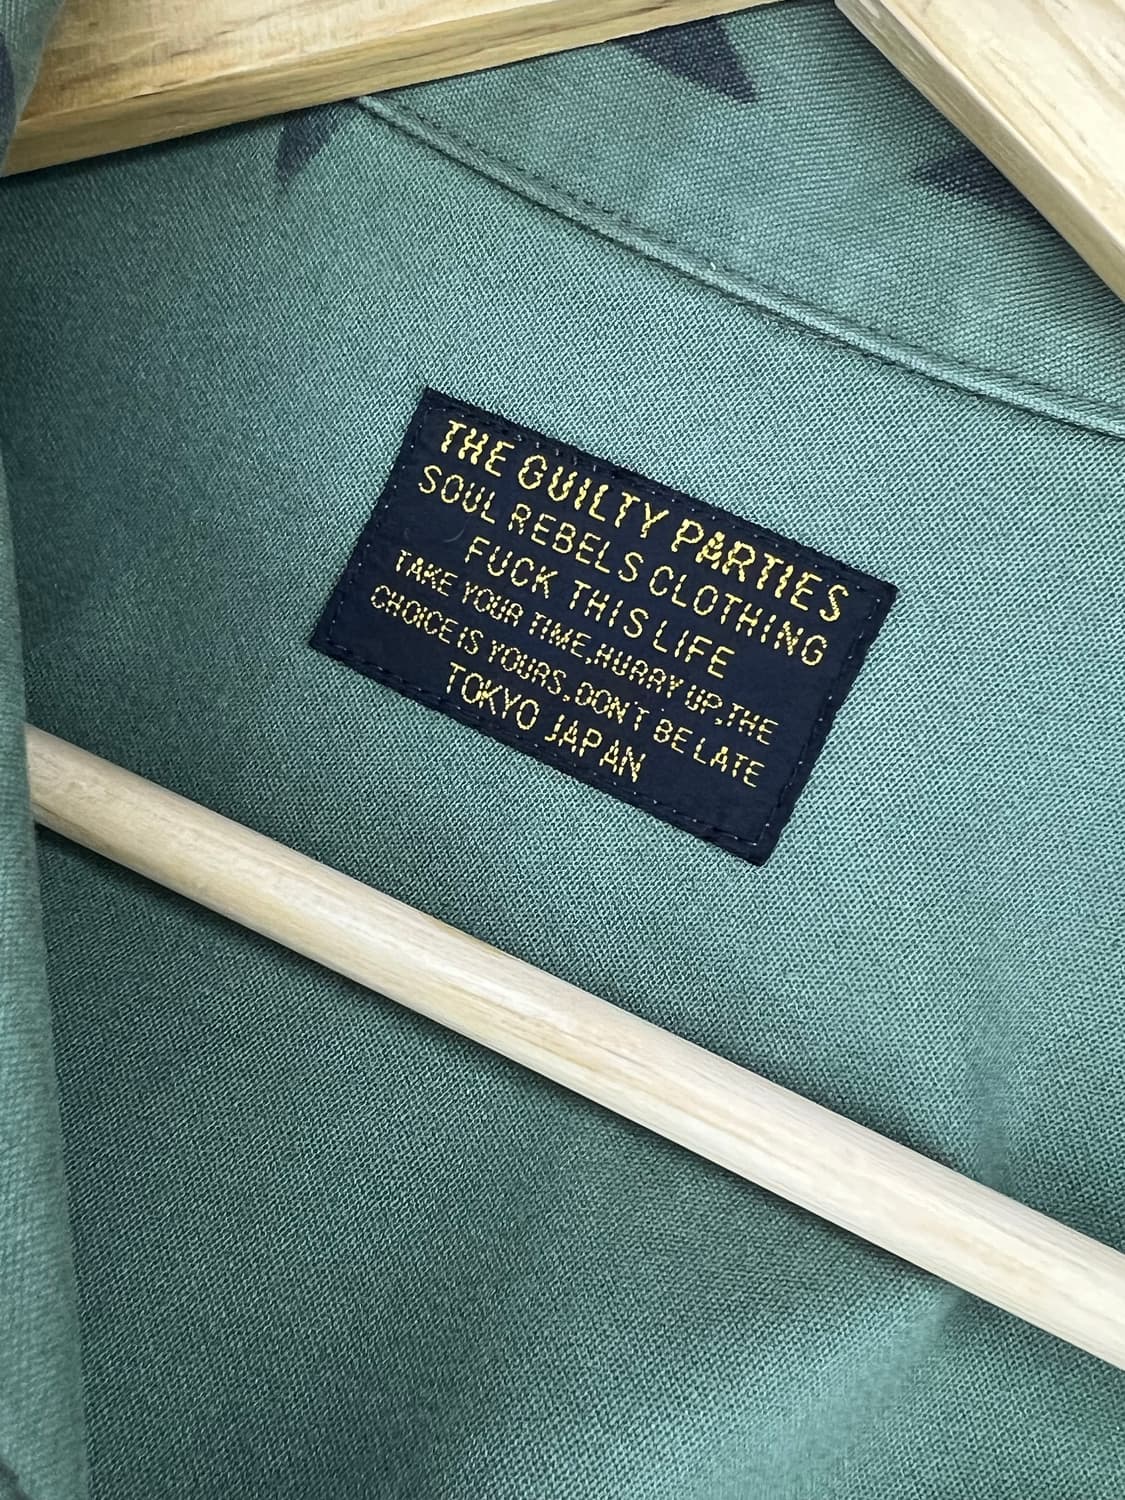 THE GUILTY PARTIES
SOUL REBELS CLOTHING
FUCK THIS LIFE
TAKE YOUR TIME,HURRY UP,THE
CHOICE IS YOURS,DON'T BE LATE
TOKYO JAPAN